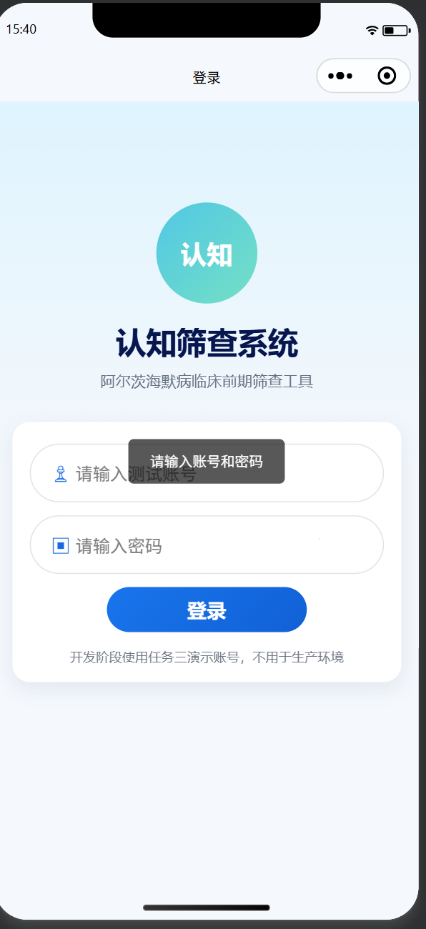 15:40
登录
认知
认知筛查系统
阿尔茨海默病临床前期筛查工具
请输入账号和密码
请输入测试账号
请输入密码
登录
开发阶段使用任务三演示账号，不用于生产环境